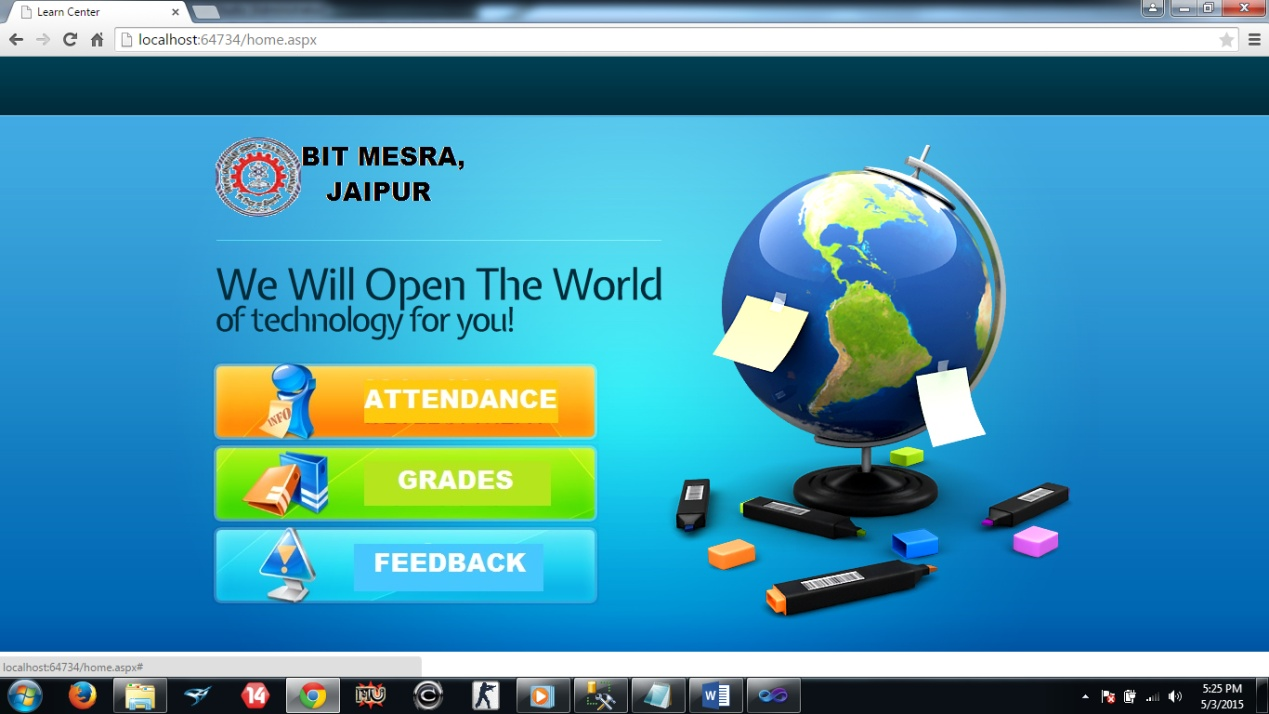 Learn Center
localhost:64734/home.aspx
BIT MESRA,
JAIPUR
We Will Open The World
of technology for you!
INFO
ATTENDANCE
GRADES
FEEDBACK
localhost:64734/home.aspx#
14
5:25 PM
5/3/2015